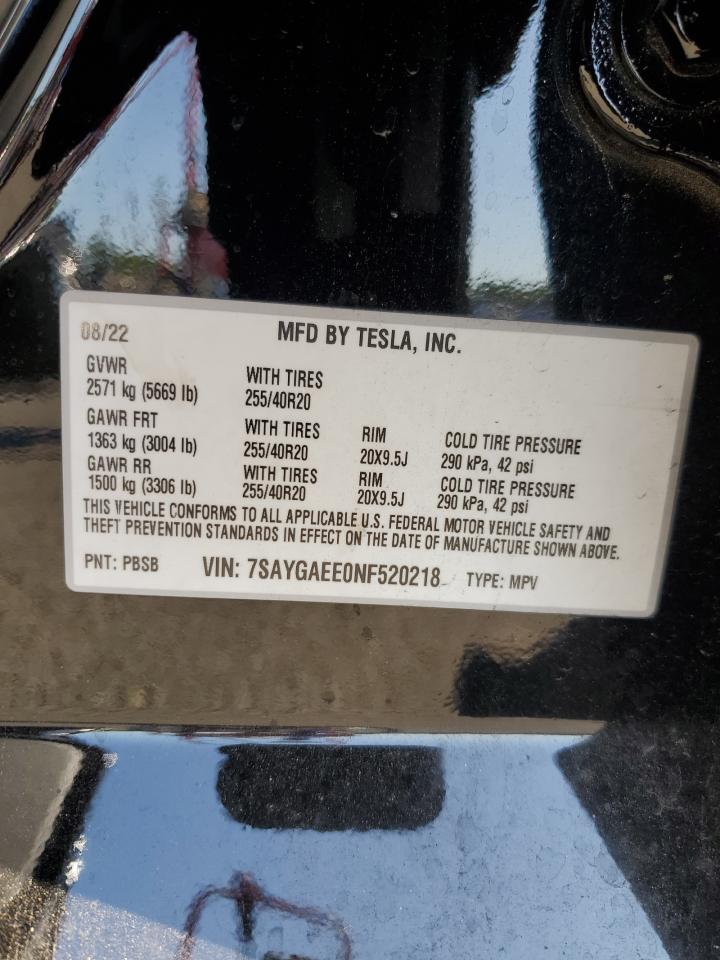 08/22 MFD BY TESLA, INC.
GVWR
2571 kg (5669 lb) WITH TIRES
255/40R20
GAWR FRT
1363 kg (3004 lb) WITH TIRES
255/40R20 RIM
20X9.5J COLD TIRE PRESSURE
290 kPa, 42 psi
GAWR RR
1500 kg (3306 lb) WITH TIRES
255/40R20 RIM
20X9.5J COLD TIRE PRESSURE
290 kPa, 42 psi
THIS VEHICLE CONFORMS TO ALL APPLICABLE U.S. FEDERAL MOTOR VEHICLE SAFETY AND
THEFT PREVENTION STANDARDS IN EFFECT ON THE DATE OF MANUFACTURE SHOWN ABOVE.
PNT: PBSB VIN: 7SAYGAEE0NF520218 TYPE: MPV